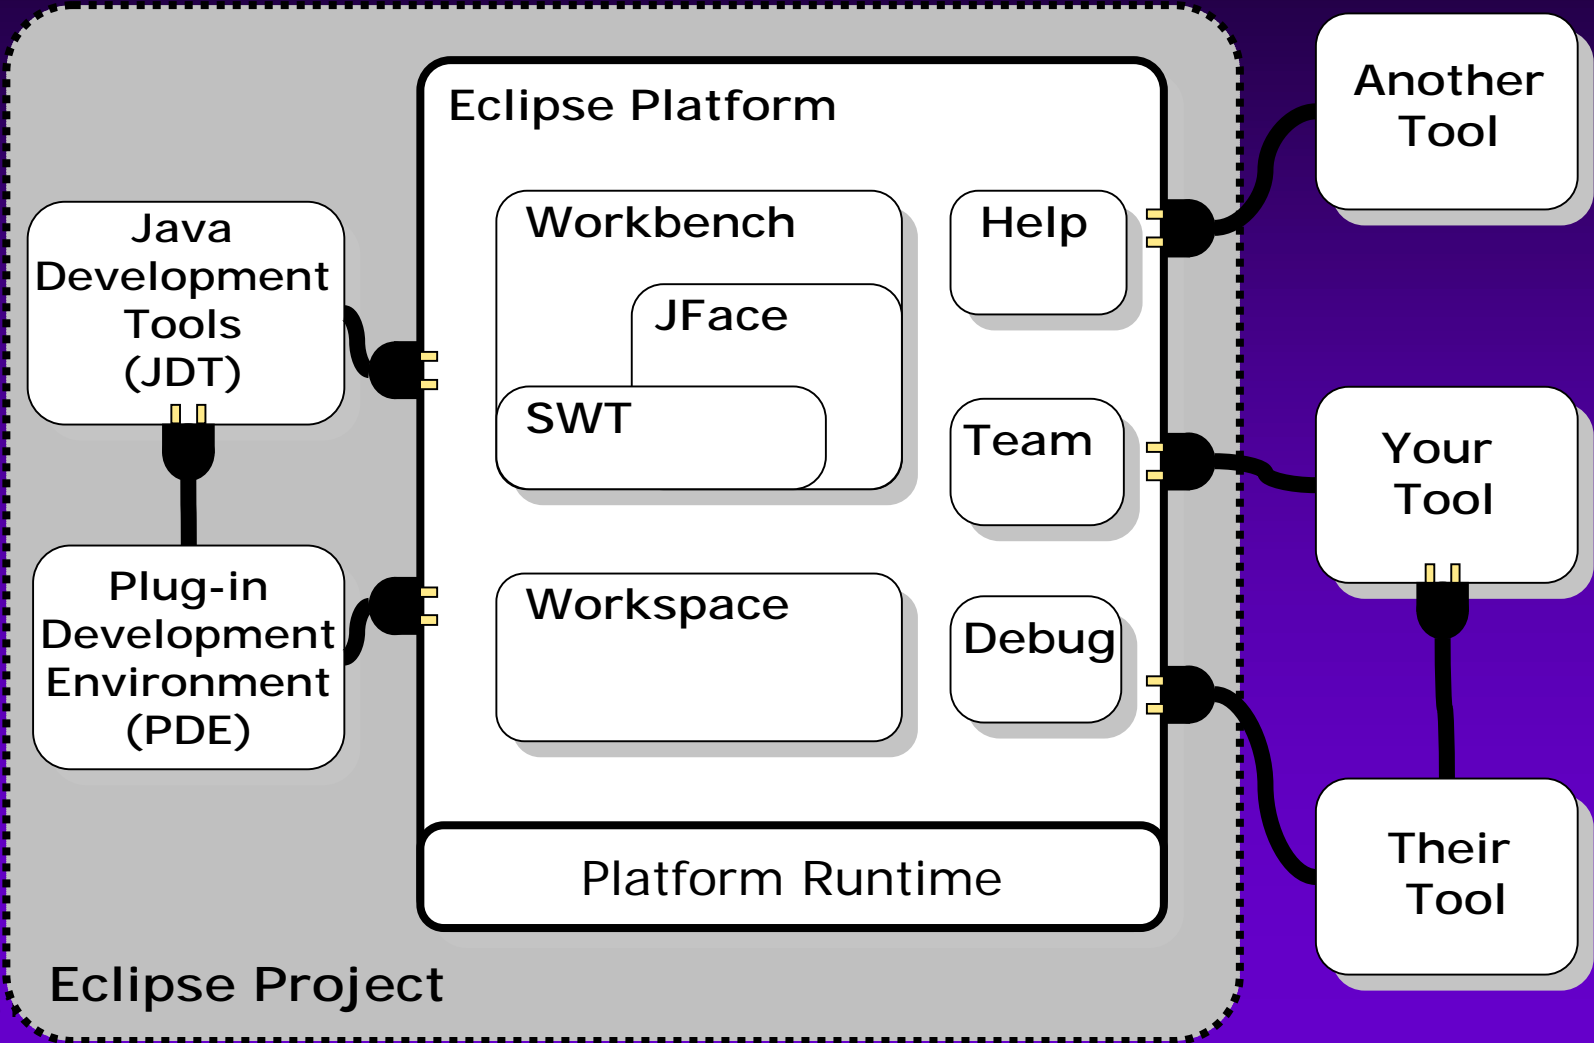 Eclipse Platform
Workbench
JFace
SWT
Workspace
Help
Team
Debug
Platform Runtime
Java
Development
Tools
(JDT)
Plug-in
Development
Environment
(PDE)
Eclipse Project
Another
Tool
Your
Tool
Their
Tool